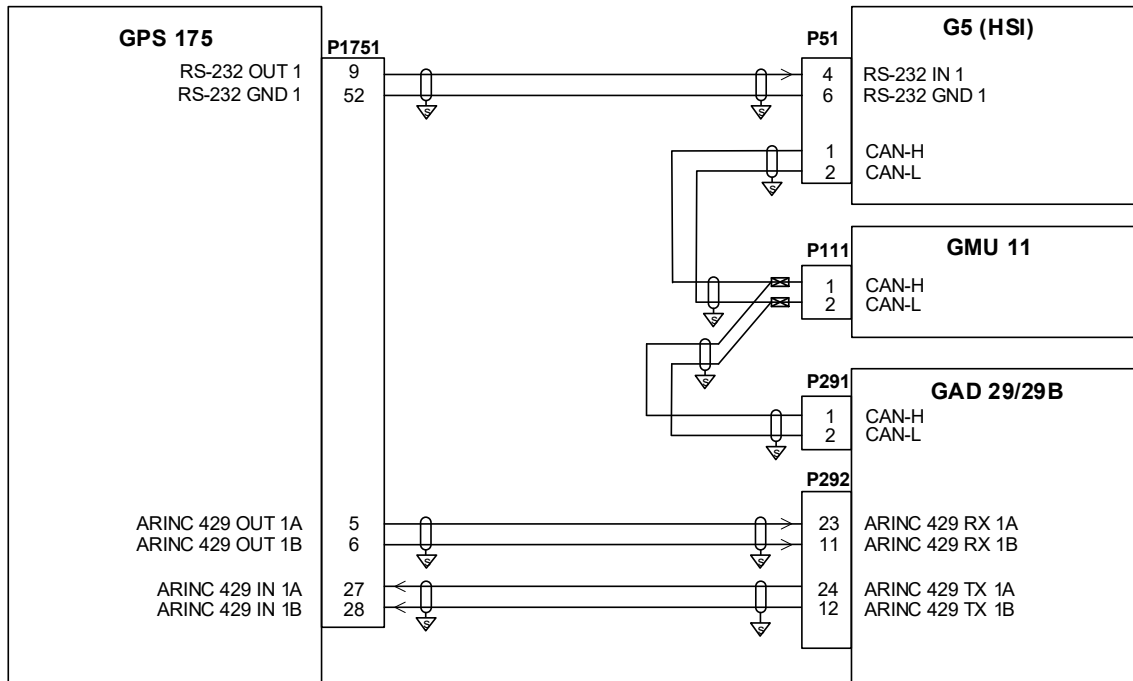 GPS 175
P1751
RS-232 OUT 1 9
RS-232 GND 1 52
ARINC 429 OUT 1A 5
ARINC 429 OUT 1B 6
ARINC 429 IN 1A 27
ARINC 429 IN 1B 28
G5 (HSI)
P51
4 RS-232 IN 1
6 RS-232 GND 1
1 CAN-H
2 CAN-L
GMU 11
P111
1 CAN-H
2 CAN-L
GAD 29/29B
P291
1 CAN-H
2 CAN-L
P292
23 ARINC 429 RX 1A
11 ARINC 429 RX 1B
24 ARINC 429 TX 1A
12 ARINC 429 TX 1B
S
S
S
S
S
S
S
S
S
S
S